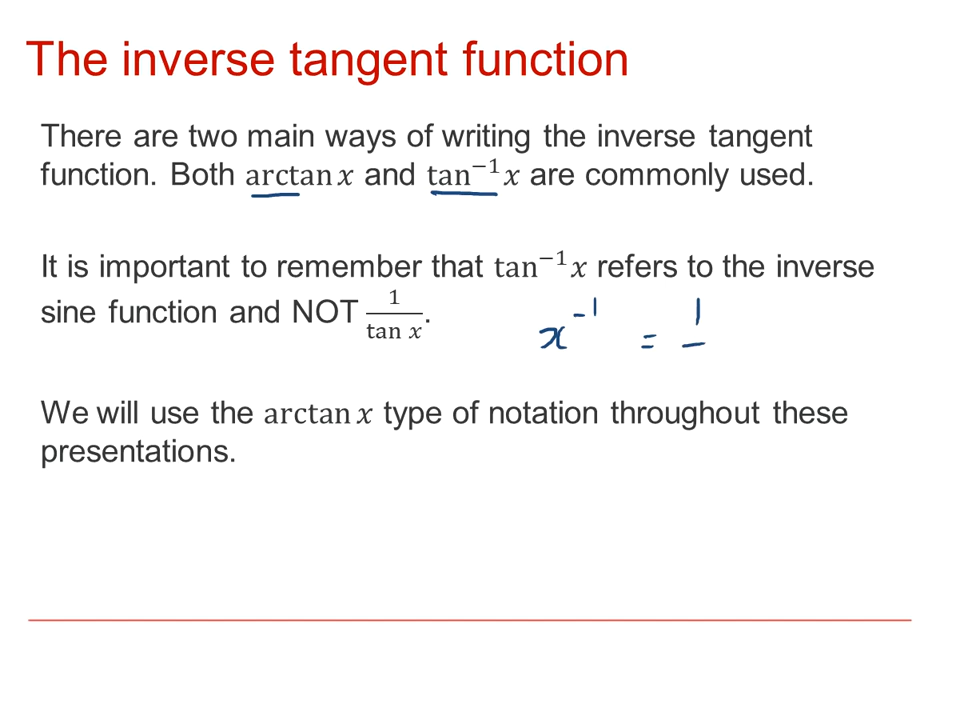 The inverse tangent function
There are two main ways of writing the inverse tangent
function. Both arctan x and tan⁻¹ x are commonly used.
It is important to remember that tan⁻¹ x refers to the inverse
sine function and NOT 1/tan x.
x⁻¹ = 1/
We will use the arctan x type of notation throughout these
presentations.